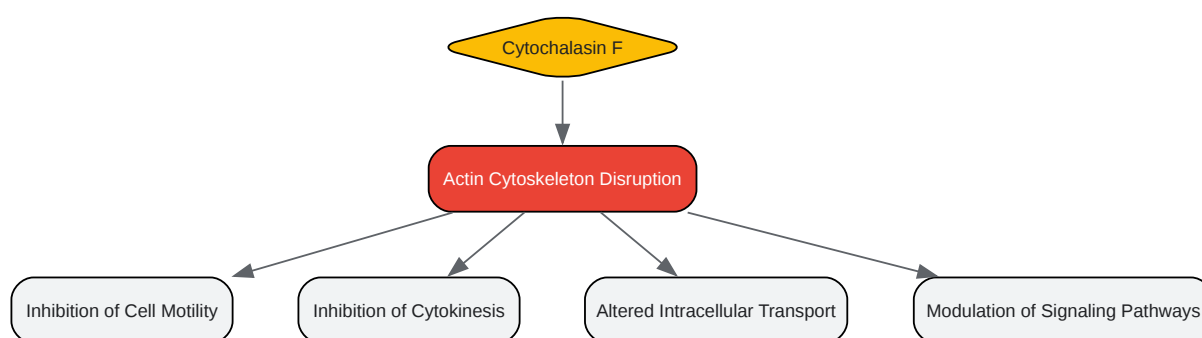 Cytochalasin F
Actin Cytoskeleton Disruption
Inhibition of Cell Motility
Inhibition of Cytokinesis
Altered Intracellular Transport
Modulation of Signaling Pathways